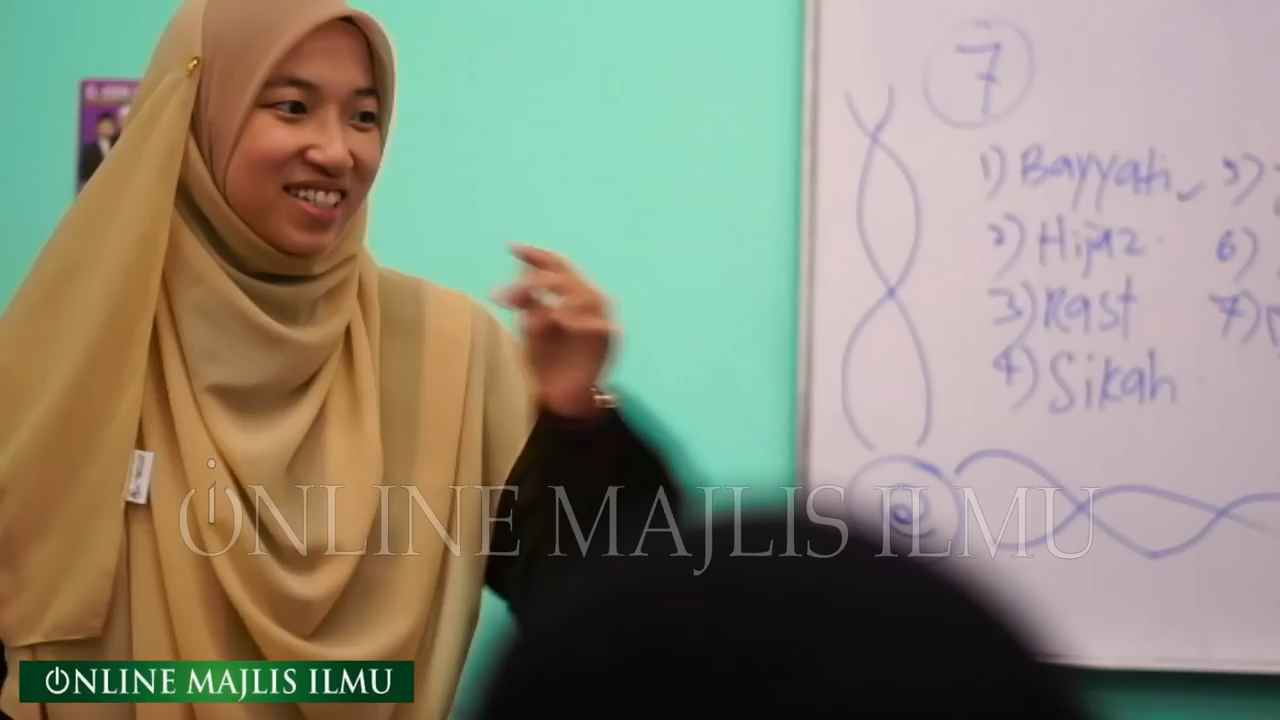 7
1) Bayyati 5)
2) Hijaz 6)
3) Rast 7)
4) Sikah
ONLINE MAJLIS ILMU
ONLINE MAJLIS ILMU